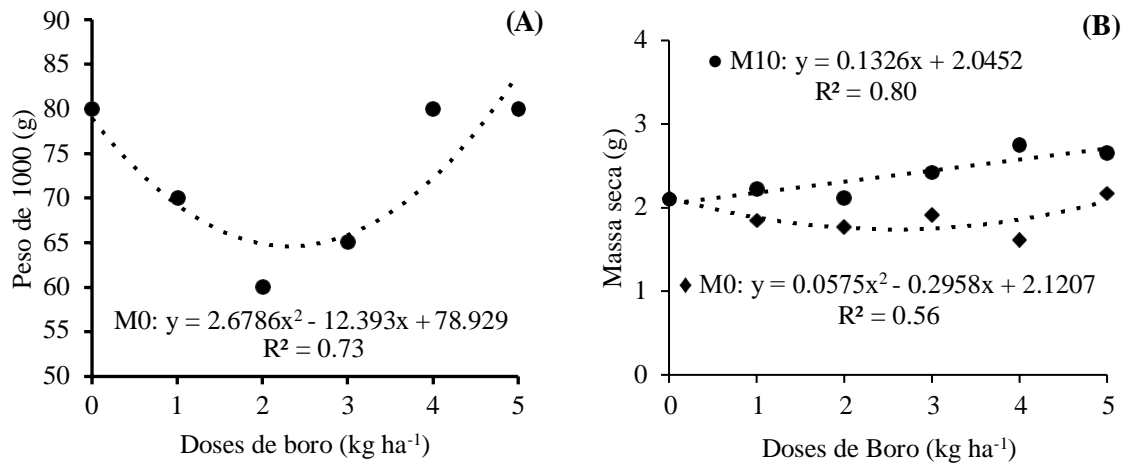 (A)
90
85
80
75
70
65
60
55
50
Peso de 1000 (g)
M0: y = 2.6786x² - 12.393x + 78.929
R² = 0.73
0 1 2 3 4 5
Doses de boro (kg ha⁻¹)
(B)
4
3
2
1
0
Massa seca (g)
M10: y = 0.1326x + 2.0452
R² = 0.80
M0: y = 0.0575x² - 0.2958x + 2.1207
R² = 0.56
0 1 2 3 4 5
Doses de Boro (kg ha⁻¹)